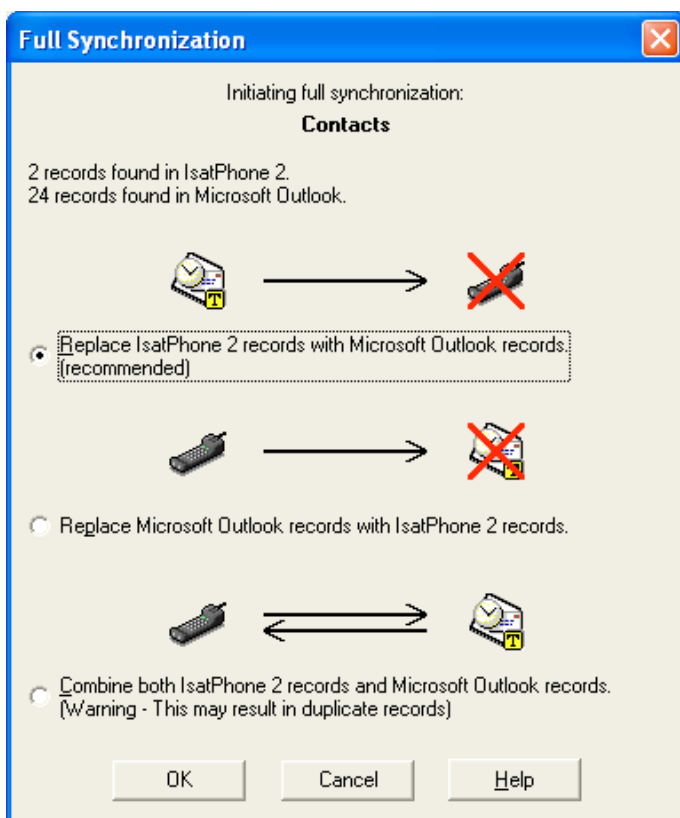 Full Synchronization
Initiating full synchronization:
Contacts
2 records found in IsatPhone 2.
24 records found in Microsoft Outlook.
T
Replace IsatPhone 2 records with Microsoft Outlook records.
(recommended)
T
Replace Microsoft Outlook records with IsatPhone 2 records.
T
Combine both IsatPhone 2 records and Microsoft Outlook records.
(Warning - This may result in duplicate records)
OK Cancel Help